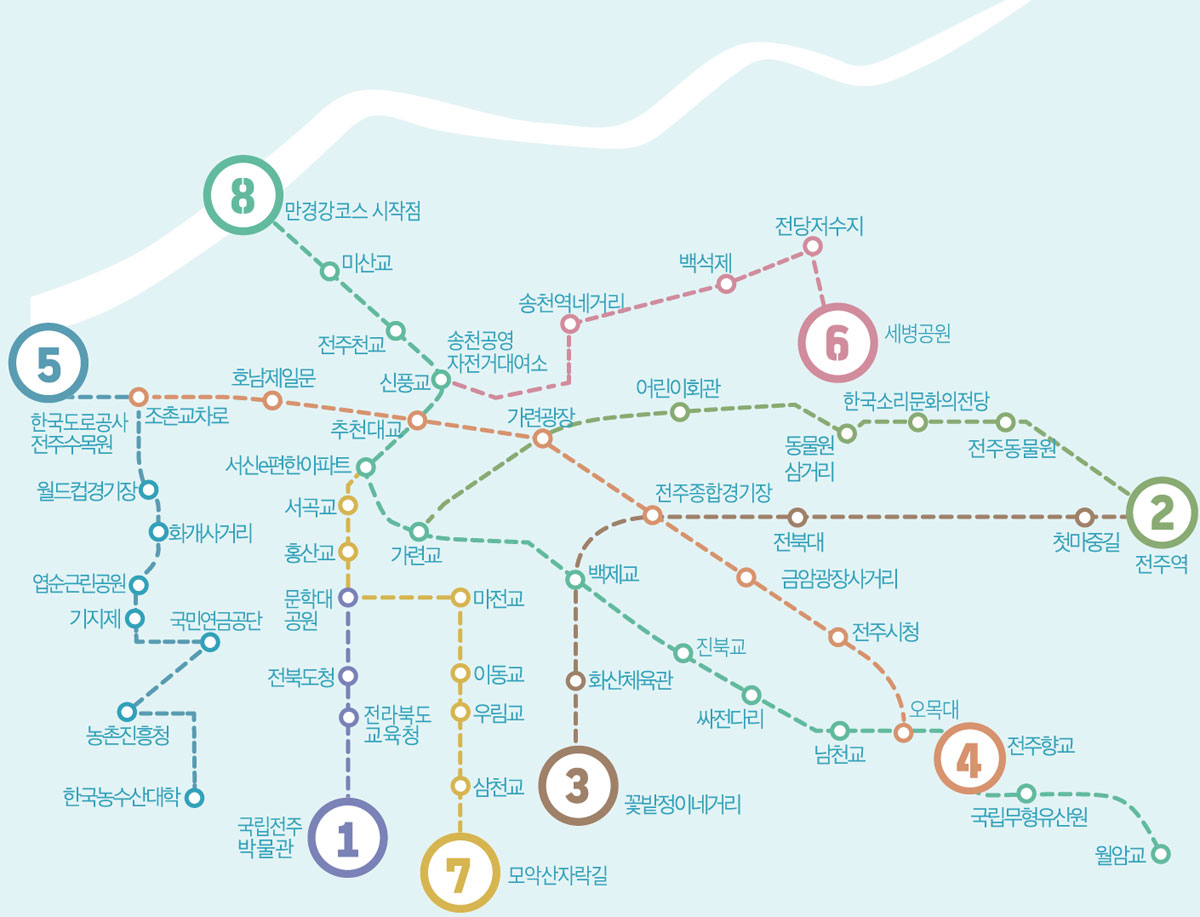 8
만경강코스 시작점
미산교
전주천교
신풍교
송천공영
자전거대여소
송천역네거리
백석제
전당저수지
6
세병공원
5
한국도로공사
전주수목원
조촌교차로
호남제일문
추천대교
가련광장
어린이회관
동물원
삼거리
한국소리문화의전당
전주동물원
2
전주역
월드컵경기장
화개사거리
엽순근린공원
기지제
국민연금공단
농촌진흥청
한국농수산대학
서신e편한아파트
서곡교
홍산교
문학대
공원
전북도청
전라북도
교육청
국립전주
박물관
1
마전교
이동교
우림교
삼천교
7
모악산자락길
가련교
전주종합경기장
전북대
첫마중길
백제교
화산체육관
3
꽃밭정이네거리
금암광장사거리
전주시청
오목대
진북교
싸전다리
남천교
4
전주향교
국립무형유산원
월암교